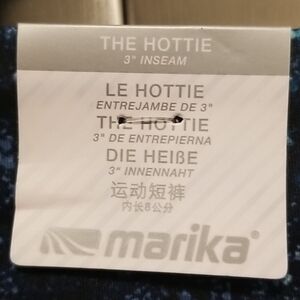 THE HOTTIE
3" INSEAM
LE HOTTIE
ENTREJAMBE DE 3"
THE HOTTIE
3" DE ENTREPIERNA
DIE HEIßE
3" INNENNAHT
运动短裤
内长8公分
marika®